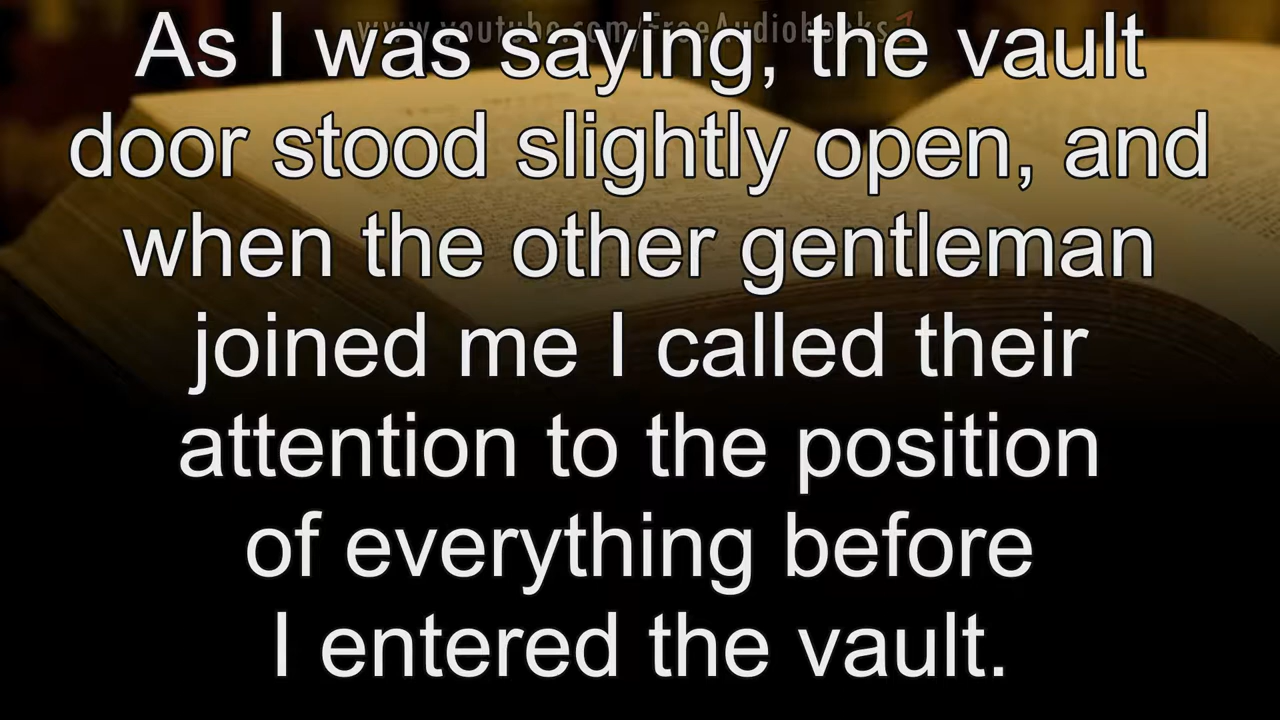 www.youtube.com/FreeAudiobooks1
As I was saying, the vault
door stood slightly open, and
when the other gentleman
joined me I called their
attention to the position
of everything before
I entered the vault.